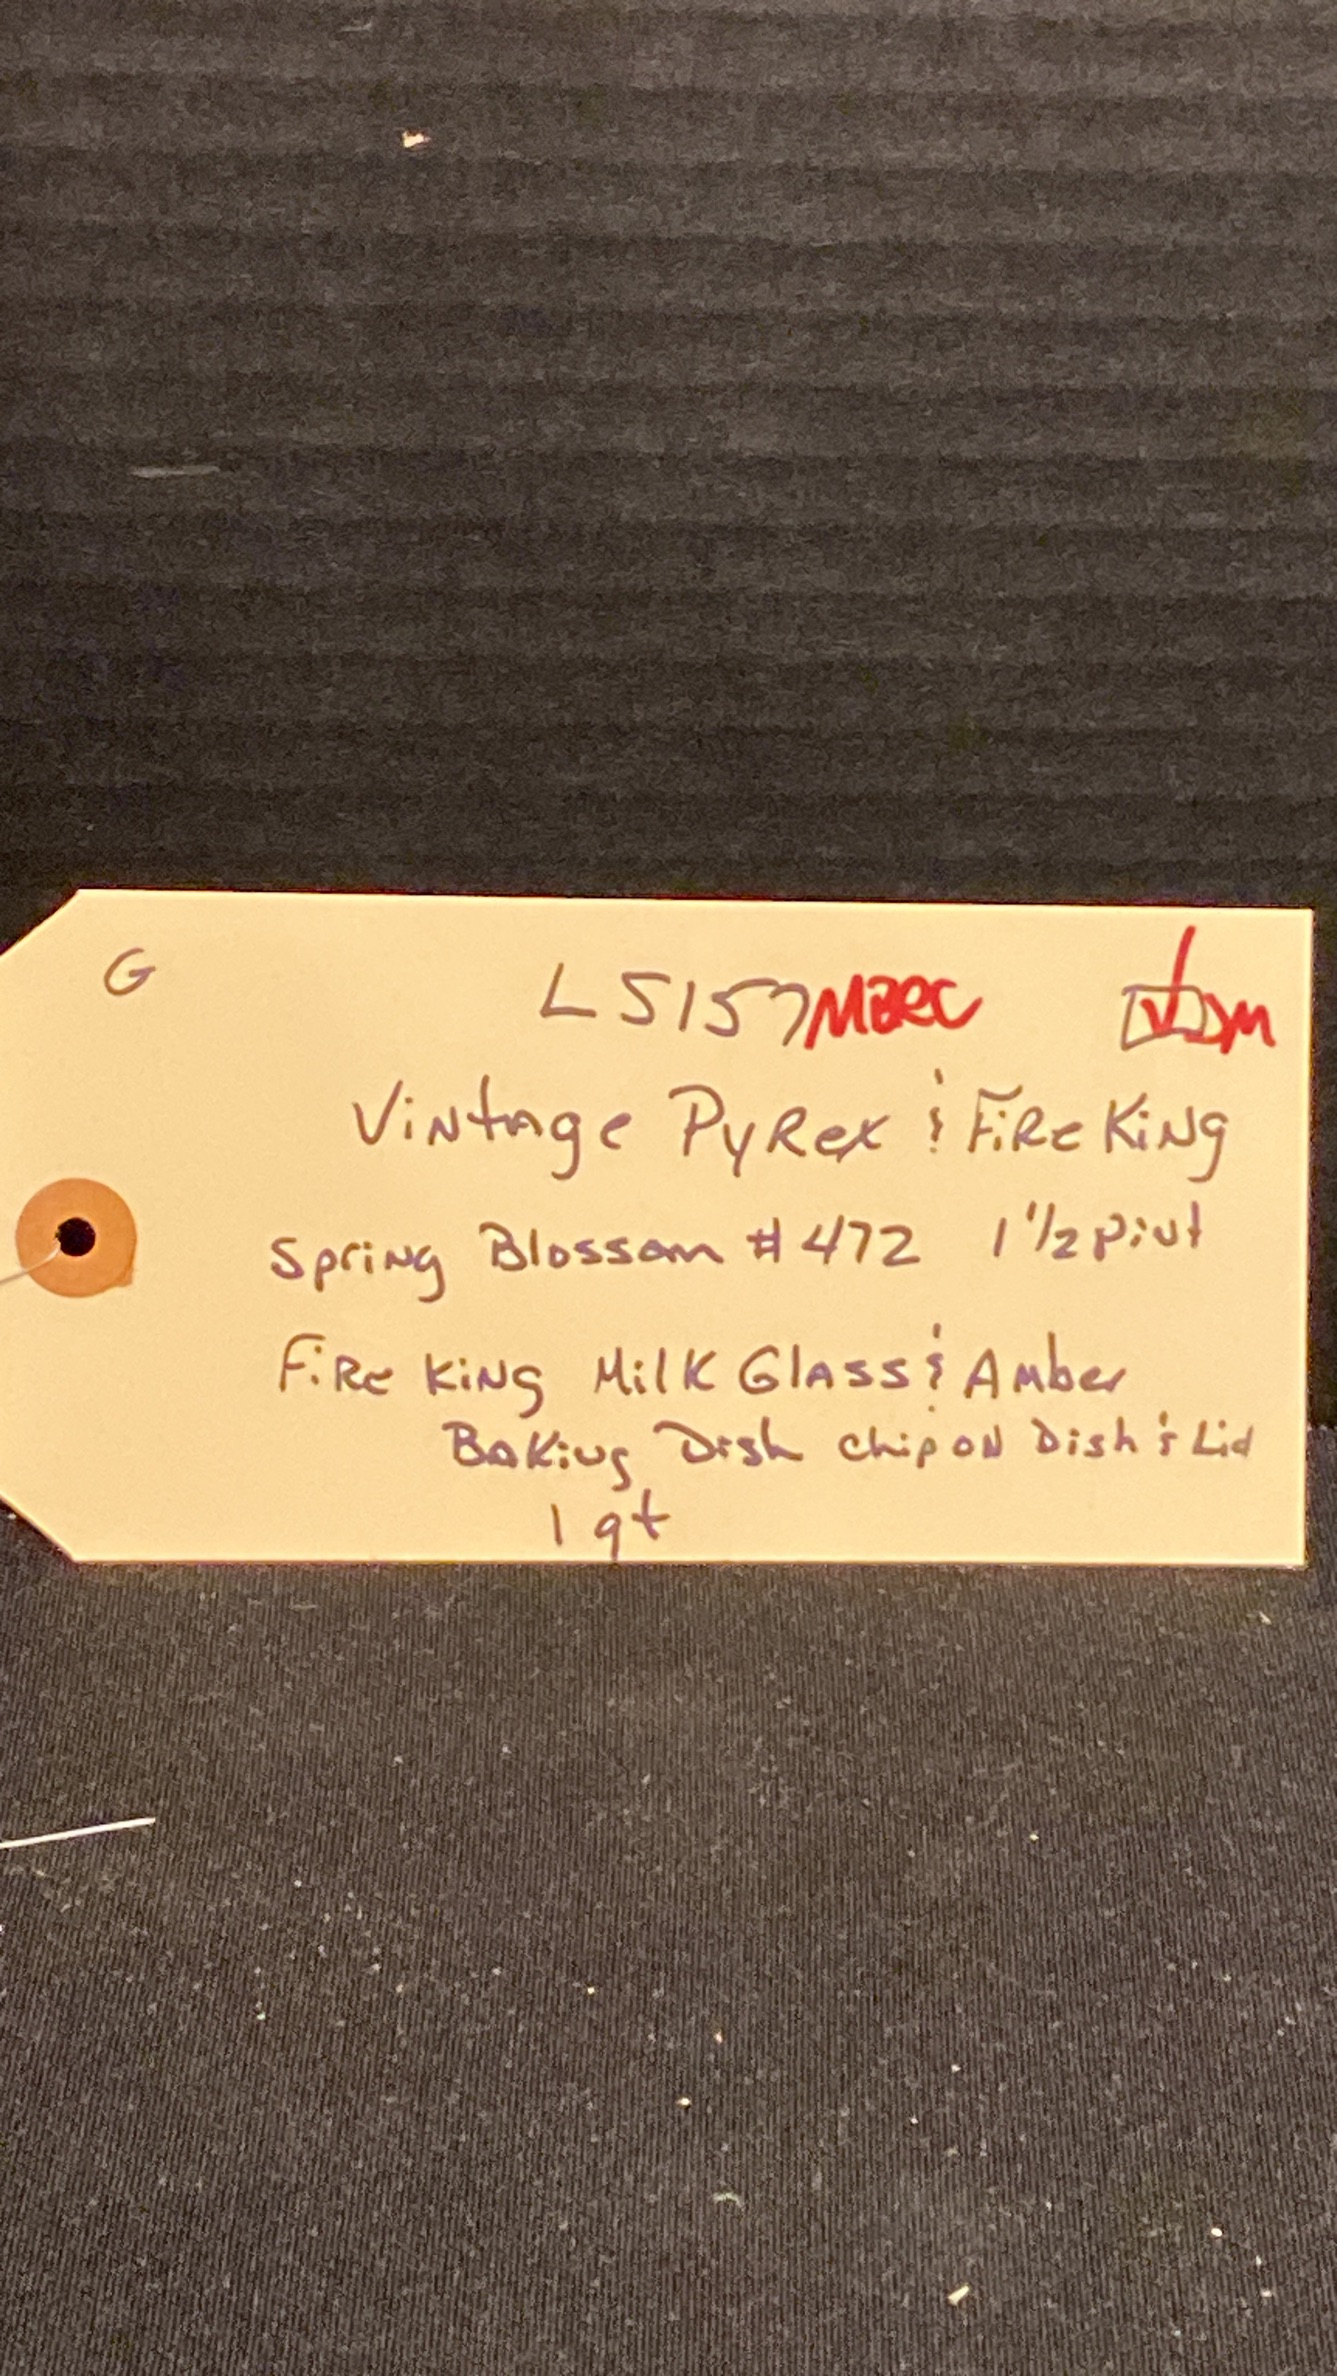 G L5157 Marc ☑ DM
Vintage Pyrex & Fire King
Spring Blossom #472 1 1/2 pint
Fire King Milk Glass & Amber
Baking Dish chip on Dish & Lid
1 qt